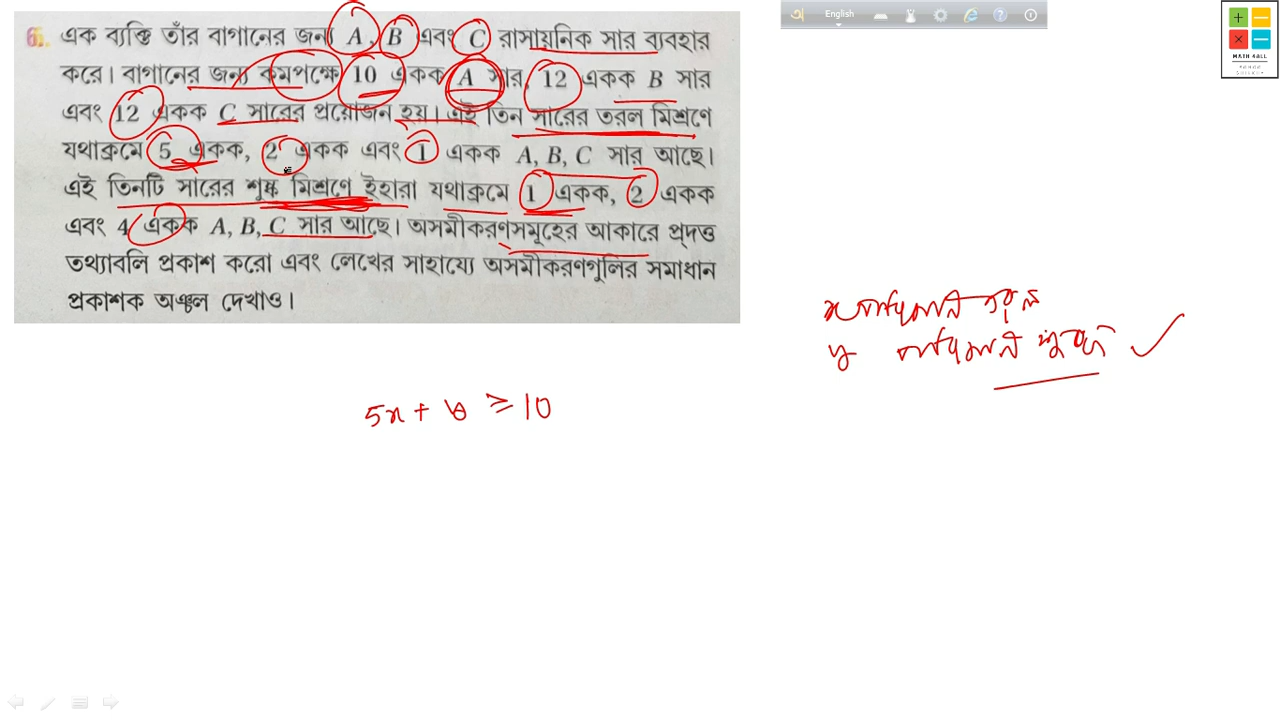 English
MATH 4ALL
6. এক ব্যক্তি তাঁর বাগানের জন্য A, B এবং C রাসায়নিক সার ব্যবহার
করে। বাগানের জন্য কমপক্ষে 10 একক A সার, 12 একক B সার
এবং 12 একক C সারের প্রয়োজন হয়। এই তিন সারের তরল মিশ্রণে
যথাক্রমে 5 একক, 2 একক এবং 1 একক A, B, C সার আছে।
এই তিনটি সারের শুষ্ক মিশ্রণে ইহারা যথাক্রমে 1 একক, 2 একক
এবং 4 একক A, B, C সার আছে। অসমীকরণসমূহের আকারে প্রদত্ত
তথ্যাবলি প্রকাশ করো এবং লেখের সাহায্যে অসমীকরণগুলির সমাধান
প্রকাশক অঞ্চল দেখাও।
x তরল
y
5x + y ≥ 10